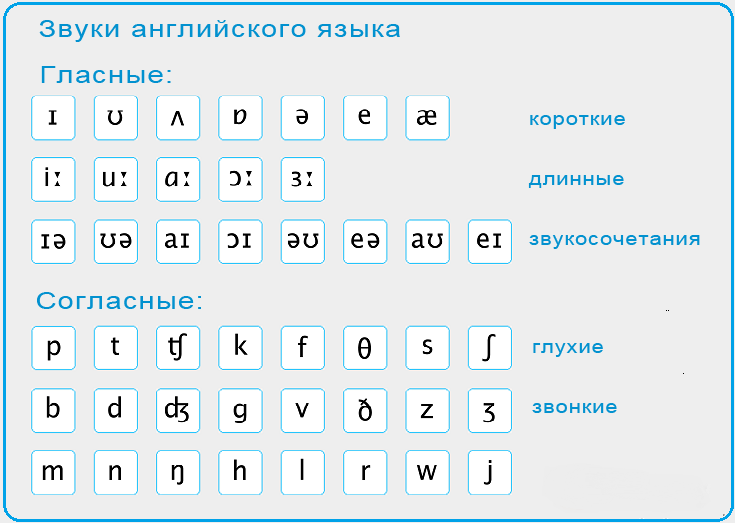 Звуки английского языка
Гласные:
ɪ ʊ ʌ ɒ ə e æ короткие
iː uː ɑː ɔː ɜː длинные
ɪə ʊə aɪ ɔɪ əʊ eə aʊ eɪ звукосочетания
Согласные:
p t ʧ k f θ s ʃ глухие
b d ʤ g v ð z ʒ звонкие
m n ŋ h l r w j